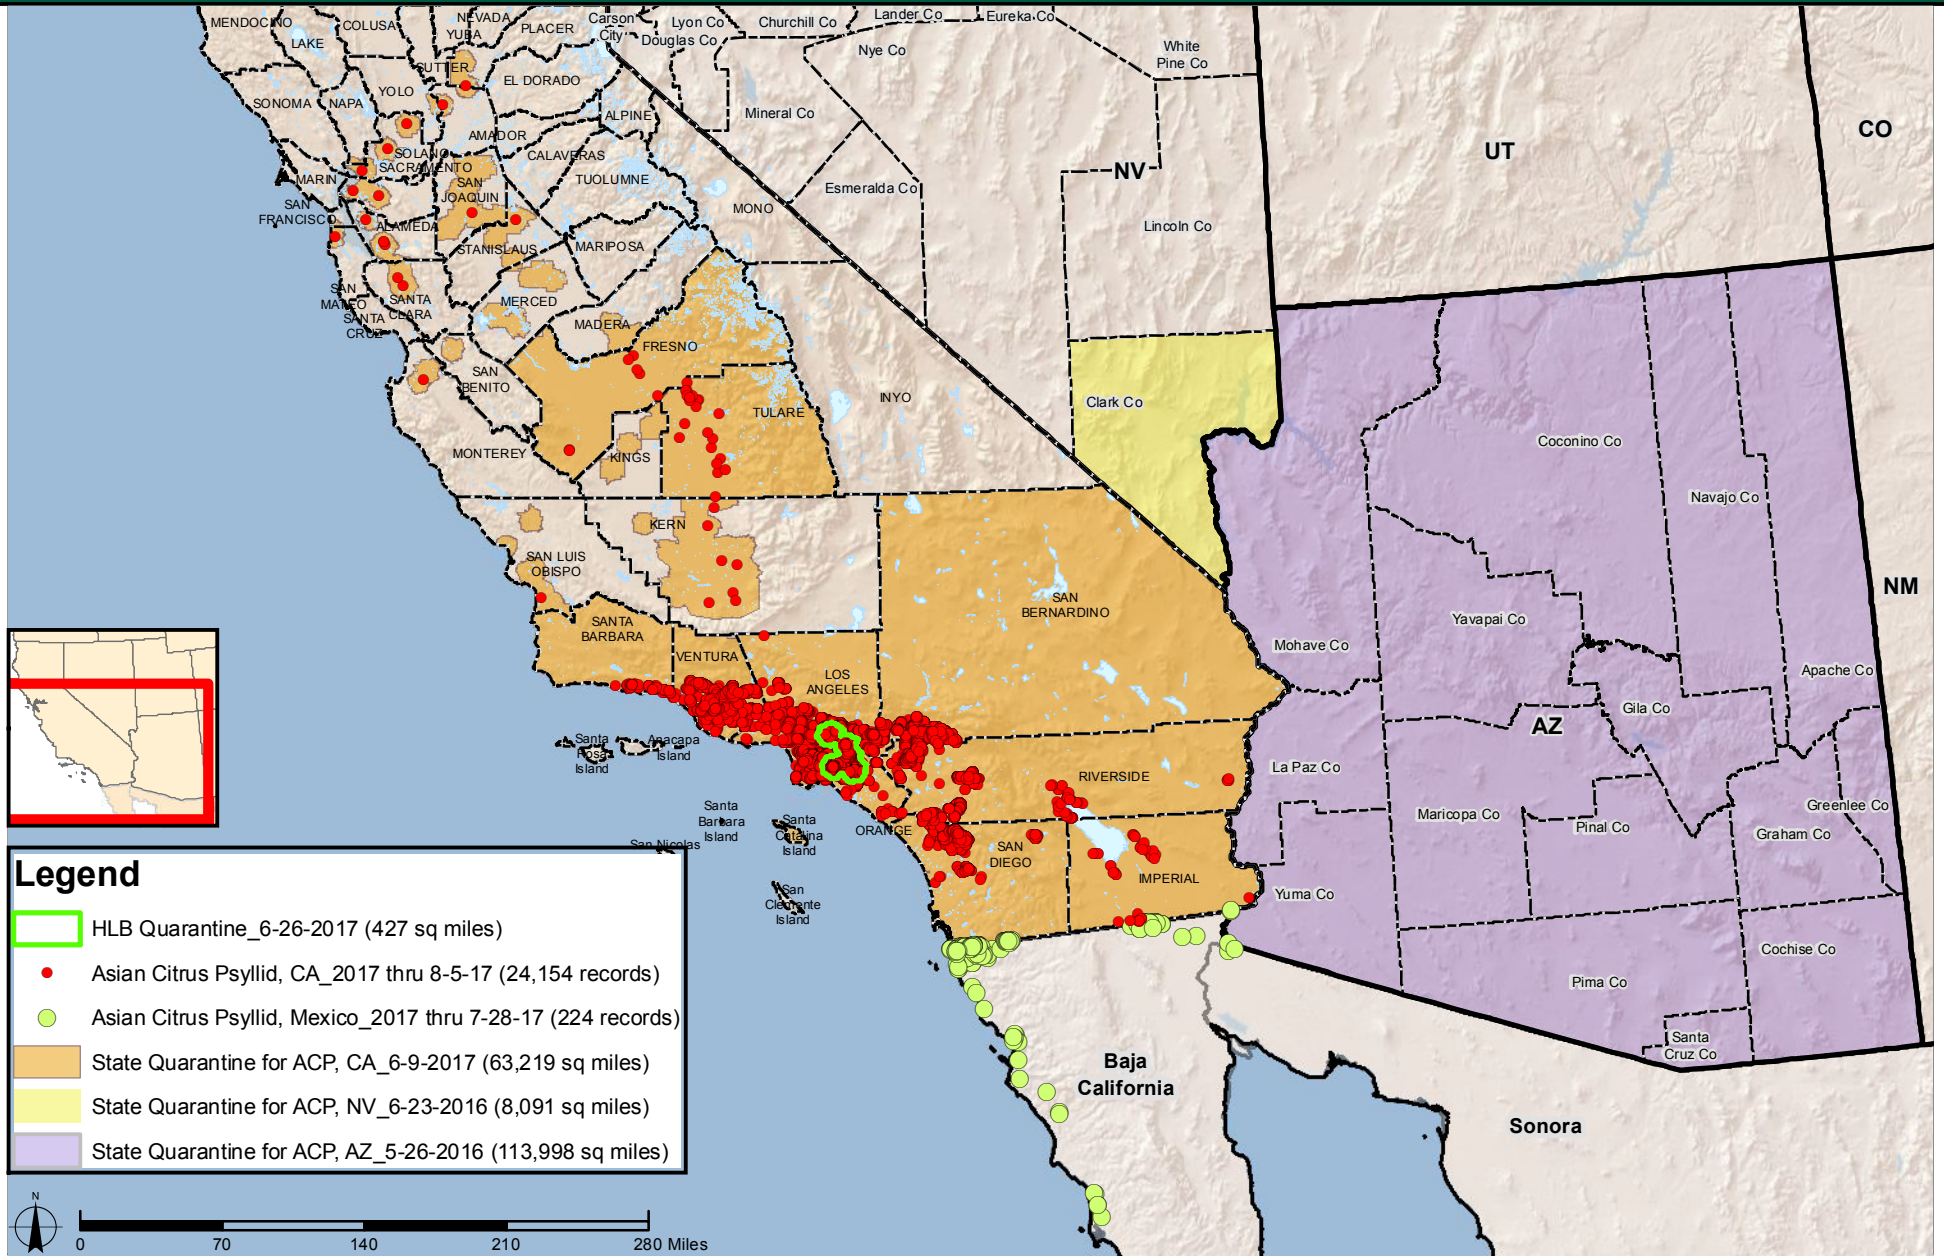 MENDOCINO
COLUSA
NEVADA
YUBA
PLACER
Carson
City
Lyon Co
Churchill Co
Lander Co
Eureka Co
LAKE
Douglas Co
Nye Co
White
Pine Co
SUTTER
EL DORADO
YOLO
SONOMA
NAPA
ALPINE
Mineral Co
CO
AMADOR
UT
SOLANO
SACRAMENTO
CALAVERAS
NV
MARIN
SAN
JOAQUIN
TUOLUMNE
Esmeralda Co
SAN
FRANCISCO
MONO
ALAMEDA
Lincoln Co
STANISLAUS
MARIPOSA
SAN
MATEO
SANTA
CLARA
MERCED
SANTA
CRUZ
MADERA
FRESNO
SAN
BENITO
INYO
Clark Co
TULARE
Coconino Co
MONTEREY
KINGS
Navajo Co
KERN
SAN LUIS
OBISPO
NM
SAN
BERNARDINO
Yavapai Co
SANTA
BARBARA
Mohave Co
VENTURA
Apache Co
LOS
ANGELES
Gila Co
AZ
Santa
Rosa
Island
Anacapa
Island
La Paz Co
RIVERSIDE
Santa
Barbara
Island
Santa
Catalina
Island
Maricopa Co
Greenlee Co
ORANGE
Pinal Co
Graham Co
San Nicolas
SAN
DIEGO
IMPERIAL
San
Clemente
Island
Yuma Co
Cochise Co
Pima Co
Santa
Cruz Co
Baja
California
Sonora
Legend
HLB Quarantine_6-26-2017 (427 sq miles)
Asian Citrus Psyllid, CA_2017 thru 8-5-17 (24,154 records)
Asian Citrus Psyllid, Mexico_2017 thru 7-28-17 (224 records)
State Quarantine for ACP, CA_6-9-2017 (63,219 sq miles)
State Quarantine for ACP, NV_6-23-2016 (8,091 sq miles)
State Quarantine for ACP, AZ_5-26-2016 (113,998 sq miles)
N
0 70 140 210 280 Miles